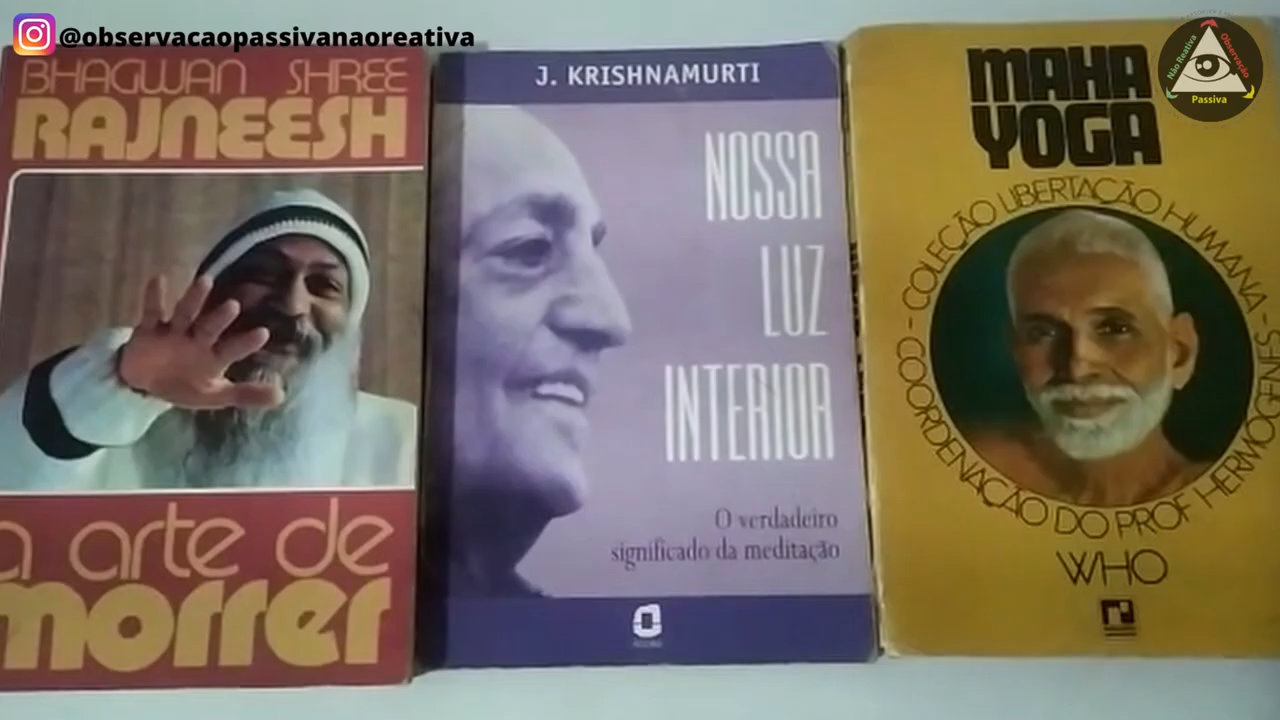 @observacaopassivanaoreativa
BHAGWAN SHREE
RAJNEESH
a arte de
morrer
J. KRISHNAMURTI
NOSSA
LUZ
INTERIOR
O verdadeiro
significado da meditação
MAHA
YOGA
COLEÇÃO LIBERTAÇÃO HUMANA - COORDENAÇÃO DO PROF HERMOGENES
WHO
Não Reativa
Observação
Passiva